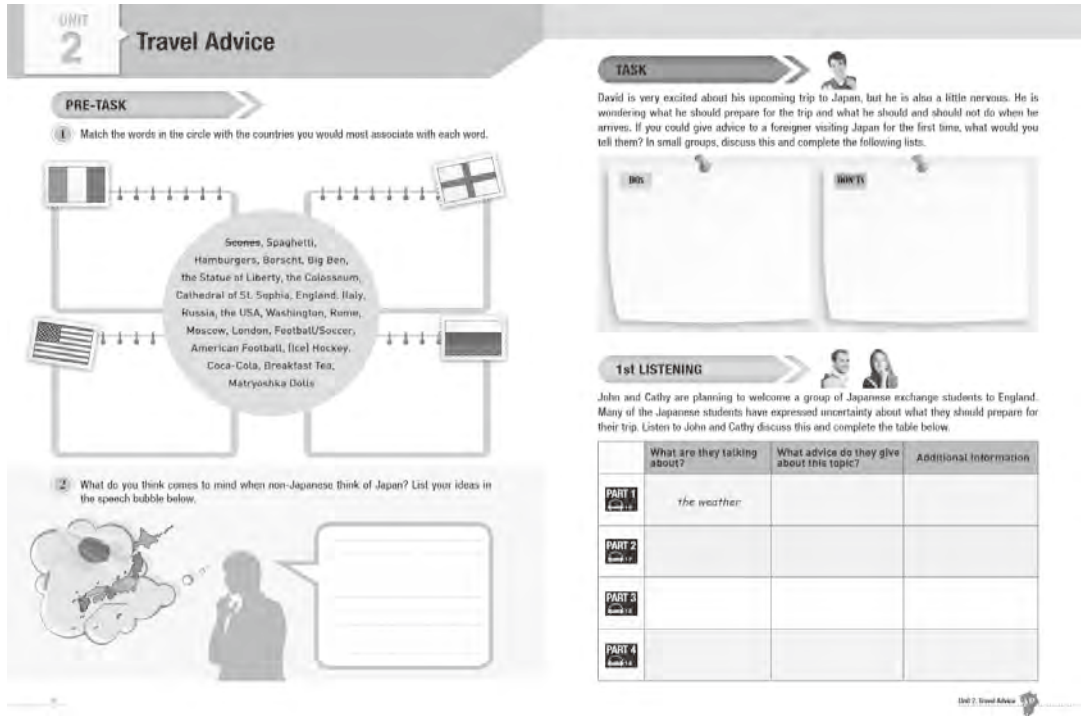 UNIT
2
Travel Advice
PRE-TASK
1 Match the words in the circle with the countries you would most associate with each word.
Scones, Spaghetti,
Hamburgers, Borscht, Big Ben,
the Statue of Liberty, the Colosseum,
Cathedral of St. Sophia, England, Italy,
Russia, the USA, Washington, Rome,
Moscow, London, Football/Soccer,
American Football, (Ice) Hockey,
Coca-Cola, Breakfast Tea,
Matryoshka Dolls
2 What do you think comes to mind when non-Japanese think of Japan? List your ideas in
the speech bubble below.
TASK
David is very excited about his upcoming trip to Japan, but he is also a little nervous. He is
wondering what he should prepare for the trip and what he should and should not do when he
arrives. If you could give advice to a foreigner visiting Japan for the first time, what would you
tell them? In small groups, discuss this and complete the following lists.
DOs
DON'Ts
1st LISTENING
John and Cathy are planning to welcome a group of Japanese exchange students to England.
Many of the Japanese students have expressed uncertainty about what they should prepare for
their trip. Listen to John and Cathy discuss this and complete the table below.
What are they talking about?
What advice do they give about this topic?
Additional Information
PART 1
the weather
PART 2
PART 3
PART 4
Unit 2. Travel Advice